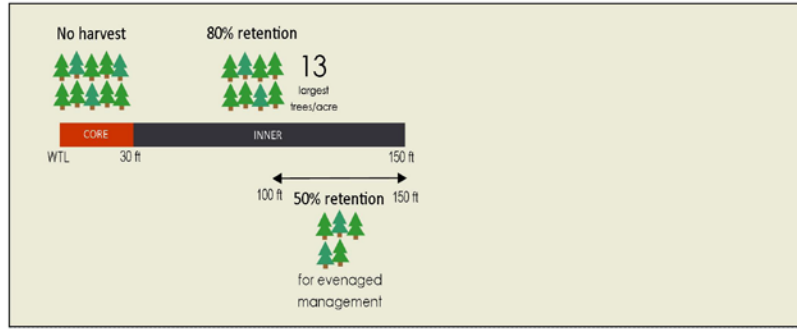 No harvest
80% retention
13
largest
trees/acre
CORE
INNER
WTL
30 ft
150 ft
100 ft
50% retention
150 ft
for evenaged
management